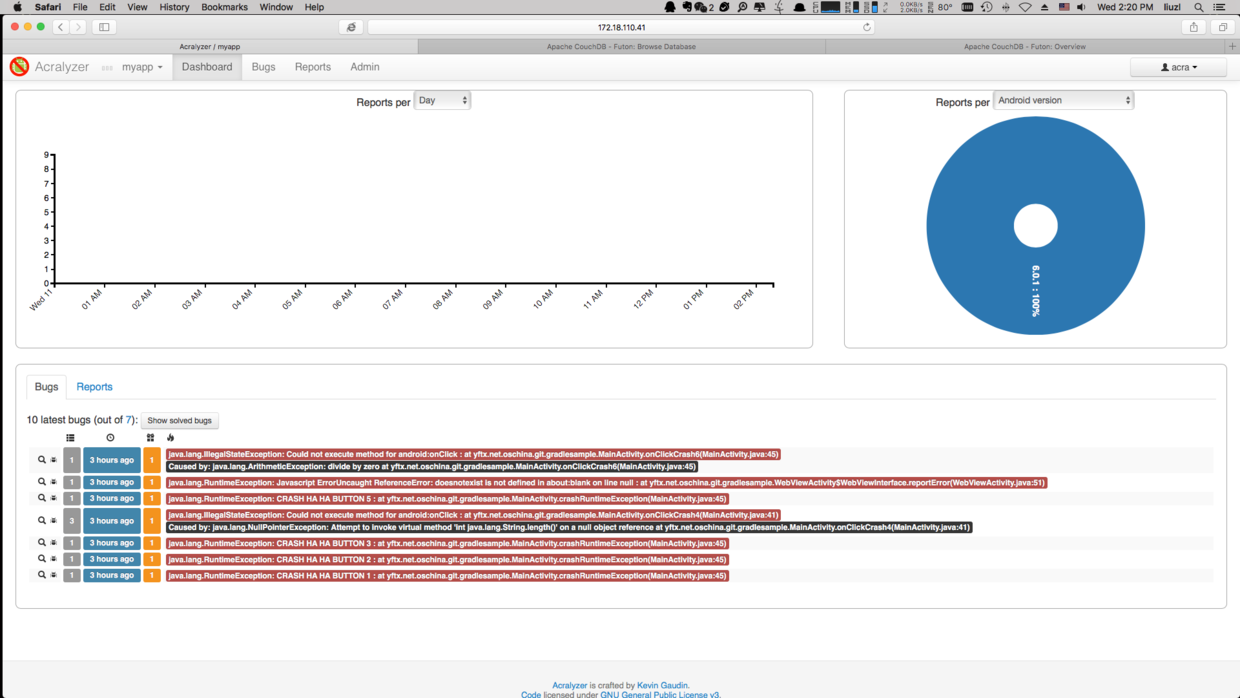 Safari File Edit View History Bookmarks Window Help
2 0.0KB/s 2.0KB/s 80° Wed 2:20 PM liuzl
172.18.110.41
Acralyzer / myapp
Apache CouchDB - Futon: Browse Database
Apache CouchDB - Futon: Overview
Acralyzer myapp Dashboard Bugs Reports Admin acra
Reports per Day
9
8
7
6
5
4
3
2
1
0
Wed 11 01 AM 02 AM 03 AM 04 AM 05 AM 06 AM 07 AM 08 AM 09 AM 10 AM 11 AM 12 PM 01 PM 02 PM
Reports per Android version
6.0.1 : 100%
Bugs Reports
10 latest bugs (out of 7): Show solved bugs
1 3 hours ago 1 java.lang.IllegalStateException: Could not execute method for android:onClick : at yftx.net.oschina.git.gradlesample.MainActivity.onClickCrash6(MainActivity.java:45)
Caused by: java.lang.ArithmeticException: divide by zero at yftx.net.oschina.git.gradlesample.MainActivity.onClickCrash6(MainActivity.java:45)
1 3 hours ago 1 java.lang.RuntimeException: Javascript ErrorUncaught ReferenceError: doesnotexist is not defined in about:blank on line null : at yftx.net.oschina.git.gradlesample.WebViewActivity$WebViewInterface.reportError(WebViewActivity.java:51)
1 3 hours ago 1 java.lang.RuntimeException: CRASH HA HA BUTTON 5 : at yftx.net.oschina.git.gradlesample.MainActivity.crashRuntimeException(MainActivity.java:45)
3 3 hours ago 1 java.lang.IllegalStateException: Could not execute method for android:onClick : at yftx.net.oschina.git.gradlesample.MainActivity.onClickCrash4(MainActivity.java:41)
Caused by: java.lang.NullPointerException: Attempt to invoke virtual method 'int java.lang.String.length()' on a null object reference at yftx.net.oschina.git.gradlesample.MainActivity.onClickCrash4(MainActivity.java:41)
1 3 hours ago 1 java.lang.RuntimeException: CRASH HA HA BUTTON 3 : at yftx.net.oschina.git.gradlesample.MainActivity.crashRuntimeException(MainActivity.java:45)
1 3 hours ago 1 java.lang.RuntimeException: CRASH HA HA BUTTON 2 : at yftx.net.oschina.git.gradlesample.MainActivity.crashRuntimeException(MainActivity.java:45)
1 3 hours ago 1 java.lang.RuntimeException: CRASH HA HA BUTTON 1 : at yftx.net.oschina.git.gradlesample.MainActivity.crashRuntimeException(MainActivity.java:45)
Acralyzer is crafted by Kevin Gaudin.
Code licensed under GNU General Public License v3.